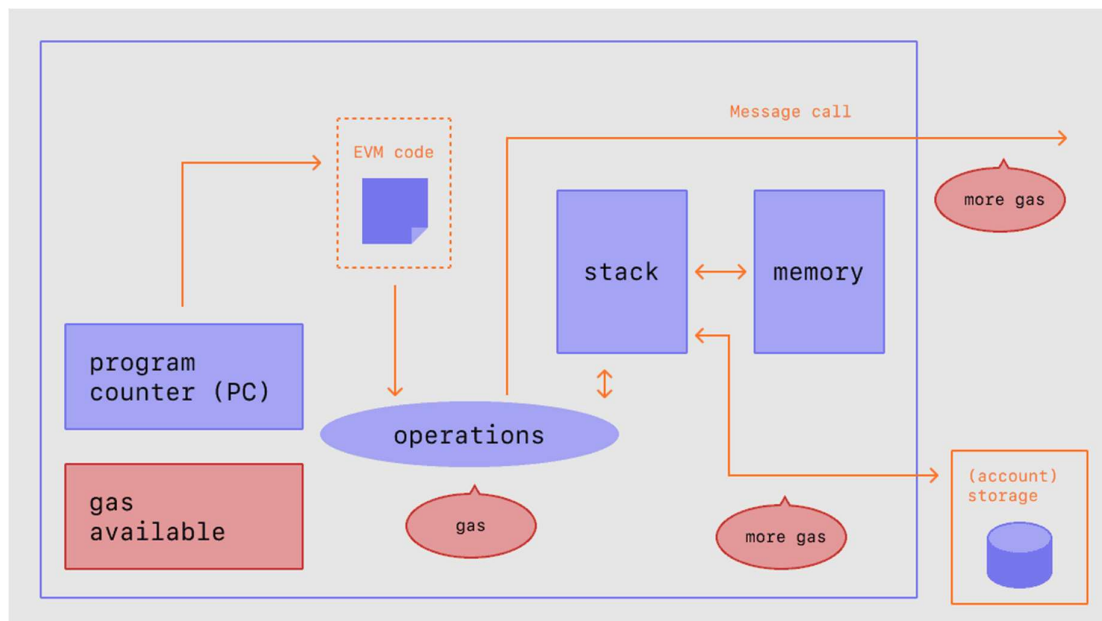 Message call
EVM code
more gas
stack
memory
program
counter (PC)
operations
gas
available
gas
more gas
(account)
storage